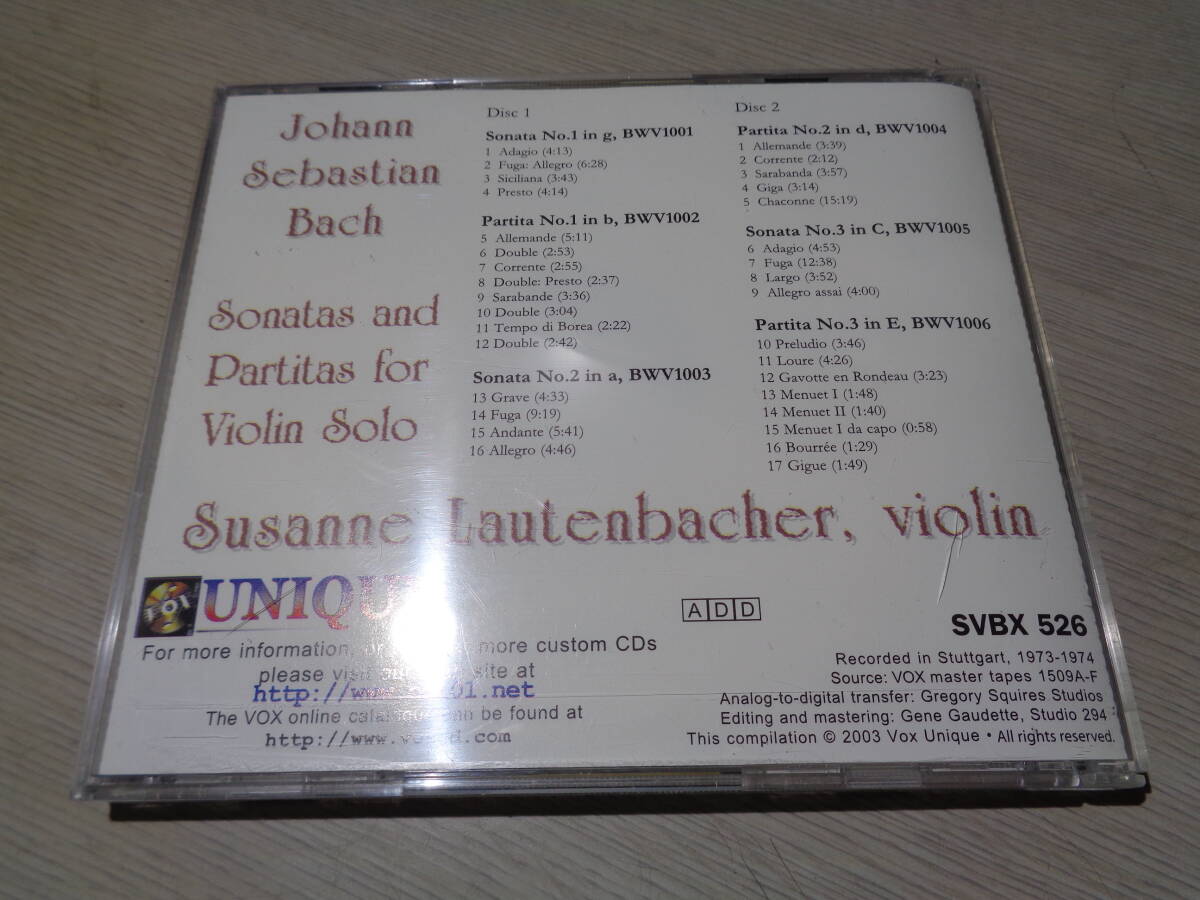 Johann
Sebastian
Bach
Sonatas and
Partitas for
Violin Solo
Disc 1
Sonata No.1 in g, BWV1001
1 Adagio (4:13)
2 Fuga: Allegro (6:28)
3 Siciliana (3:43)
4 Presto (4:14)
Partita No.1 in b, BWV1002
5 Allemande (5:11)
6 Double (2:53)
7 Corrente (2:55)
8 Double: Presto (2:37)
9 Sarabande (3:36)
10 Double (3:04)
11 Tempo di Borea (2:22)
12 Double (2:42)
Sonata No.2 in a, BWV1003
13 Grave (4:33)
14 Fuga (9:19)
15 Andante (5:41)
16 Allegro (4:46)
Disc 2
Partita No.2 in d, BWV1004
1 Allemande (3:39)
2 Corrente (2:12)
3 Sarabanda (3:57)
4 Giga (3:14)
5 Chaconne (15:19)
Sonata No.3 in C, BWV1005
6 Adagio (4:53)
7 Fuga (12:38)
8 Largo (3:52)
9 Allegro assai (4:00)
Partita No.3 in E, BWV1006
10 Preludio (3:46)
11 Loure (4:26)
12 Gavotte en Rondeau (3:23)
13 Menuet I (1:48)
14 Menuet II (1:40)
15 Menuet I da capo (0:58)
16 Bourrée (1:29)
17 Gigue (1:49)
Susanne Lautenbacher, violin
For more information, more custom CDs
please site at
The VOX online be found at
ADD
SVBX 526
Recorded in Stuttgart, 1973-1974
Source: VOX master tapes 1509A-F
Analog-to-digital transfer: Gregory Squires Studios
Editing and mastering: Gene Gaudette, Studio 294
This compilation © 2003 Vox Unique • All rights reserved.